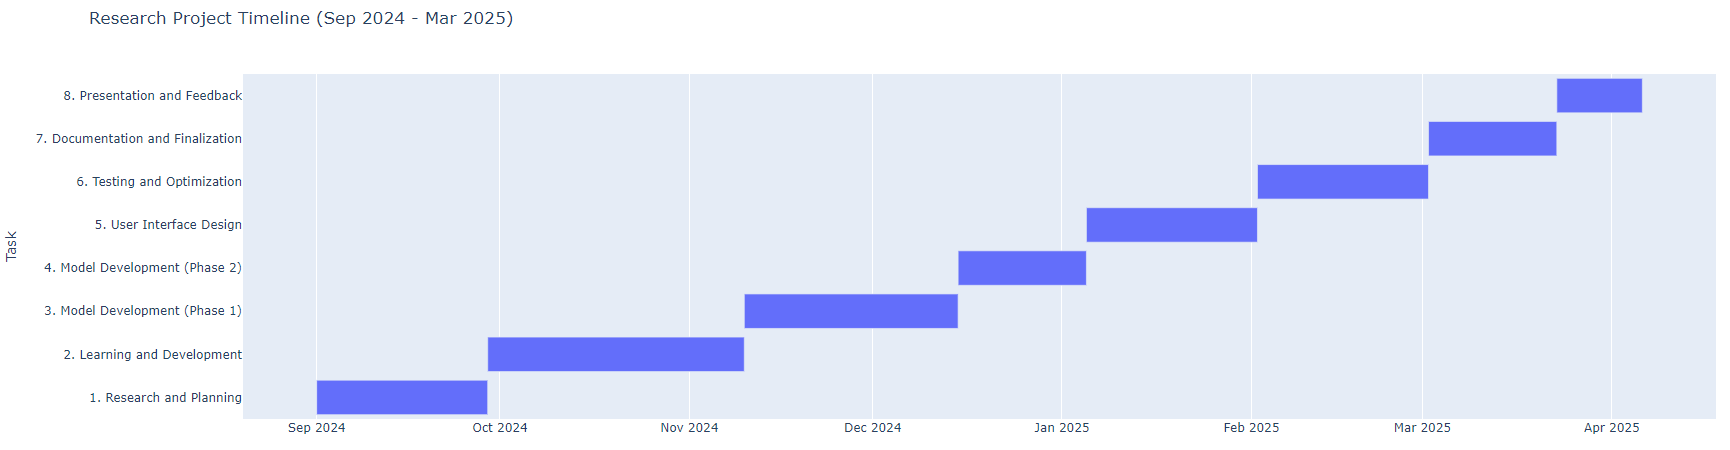 Research Project Timeline (Sep 2024 - Mar 2025)
Task
8. Presentation and Feedback
7. Documentation and Finalization
6. Testing and Optimization
5. User Interface Design
4. Model Development (Phase 2)
3. Model Development (Phase 1)
2. Learning and Development
1. Research and Planning
Sep 2024 Oct 2024 Nov 2024 Dec 2024 Jan 2025 Feb 2025 Mar 2025 Apr 2025